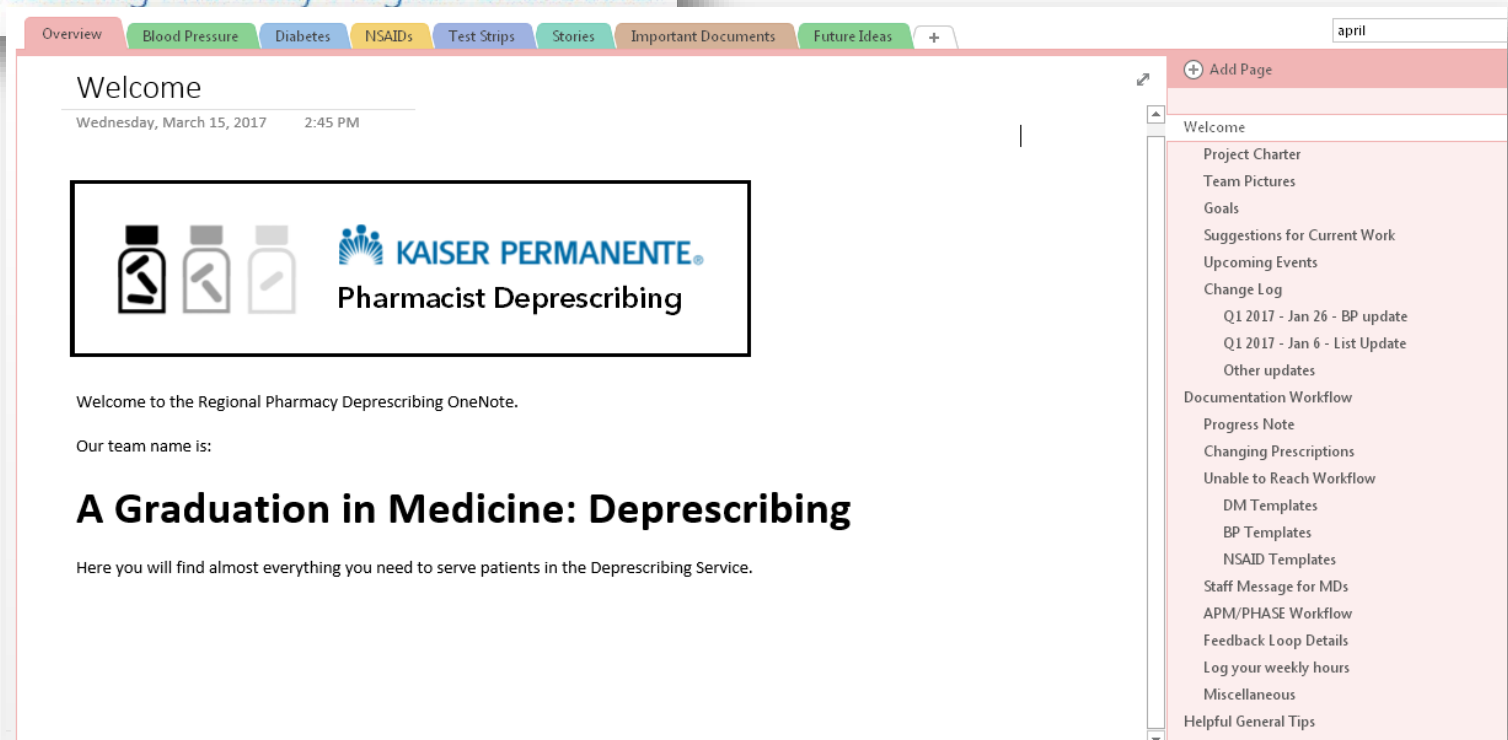 Overview Blood Pressure Diabetes NSAIDs Test Strips Stories Important Documents Future Ideas +
april
Welcome
Wednesday, March 15, 2017 2:45 PM
KAISER PERMANENTE®
Pharmacist Deprescribing
Welcome to the Regional Pharmacy Deprescribing OneNote.
Our team name is:
A Graduation in Medicine: Deprescribing
Here you will find almost everything you need to serve patients in the Deprescribing Service.
Add Page
Welcome
Project Charter
Team Pictures
Goals
Suggestions for Current Work
Upcoming Events
Change Log
Q1 2017 - Jan 26 - BP update
Q1 2017 - Jan 6 - List Update
Other updates
Documentation Workflow
Progress Note
Changing Prescriptions
Unable to Reach Workflow
DM Templates
BP Templates
NSAID Templates
Staff Message for MDs
APM/PHASE Workflow
Feedback Loop Details
Log your weekly hours
Miscellaneous
Helpful General Tips